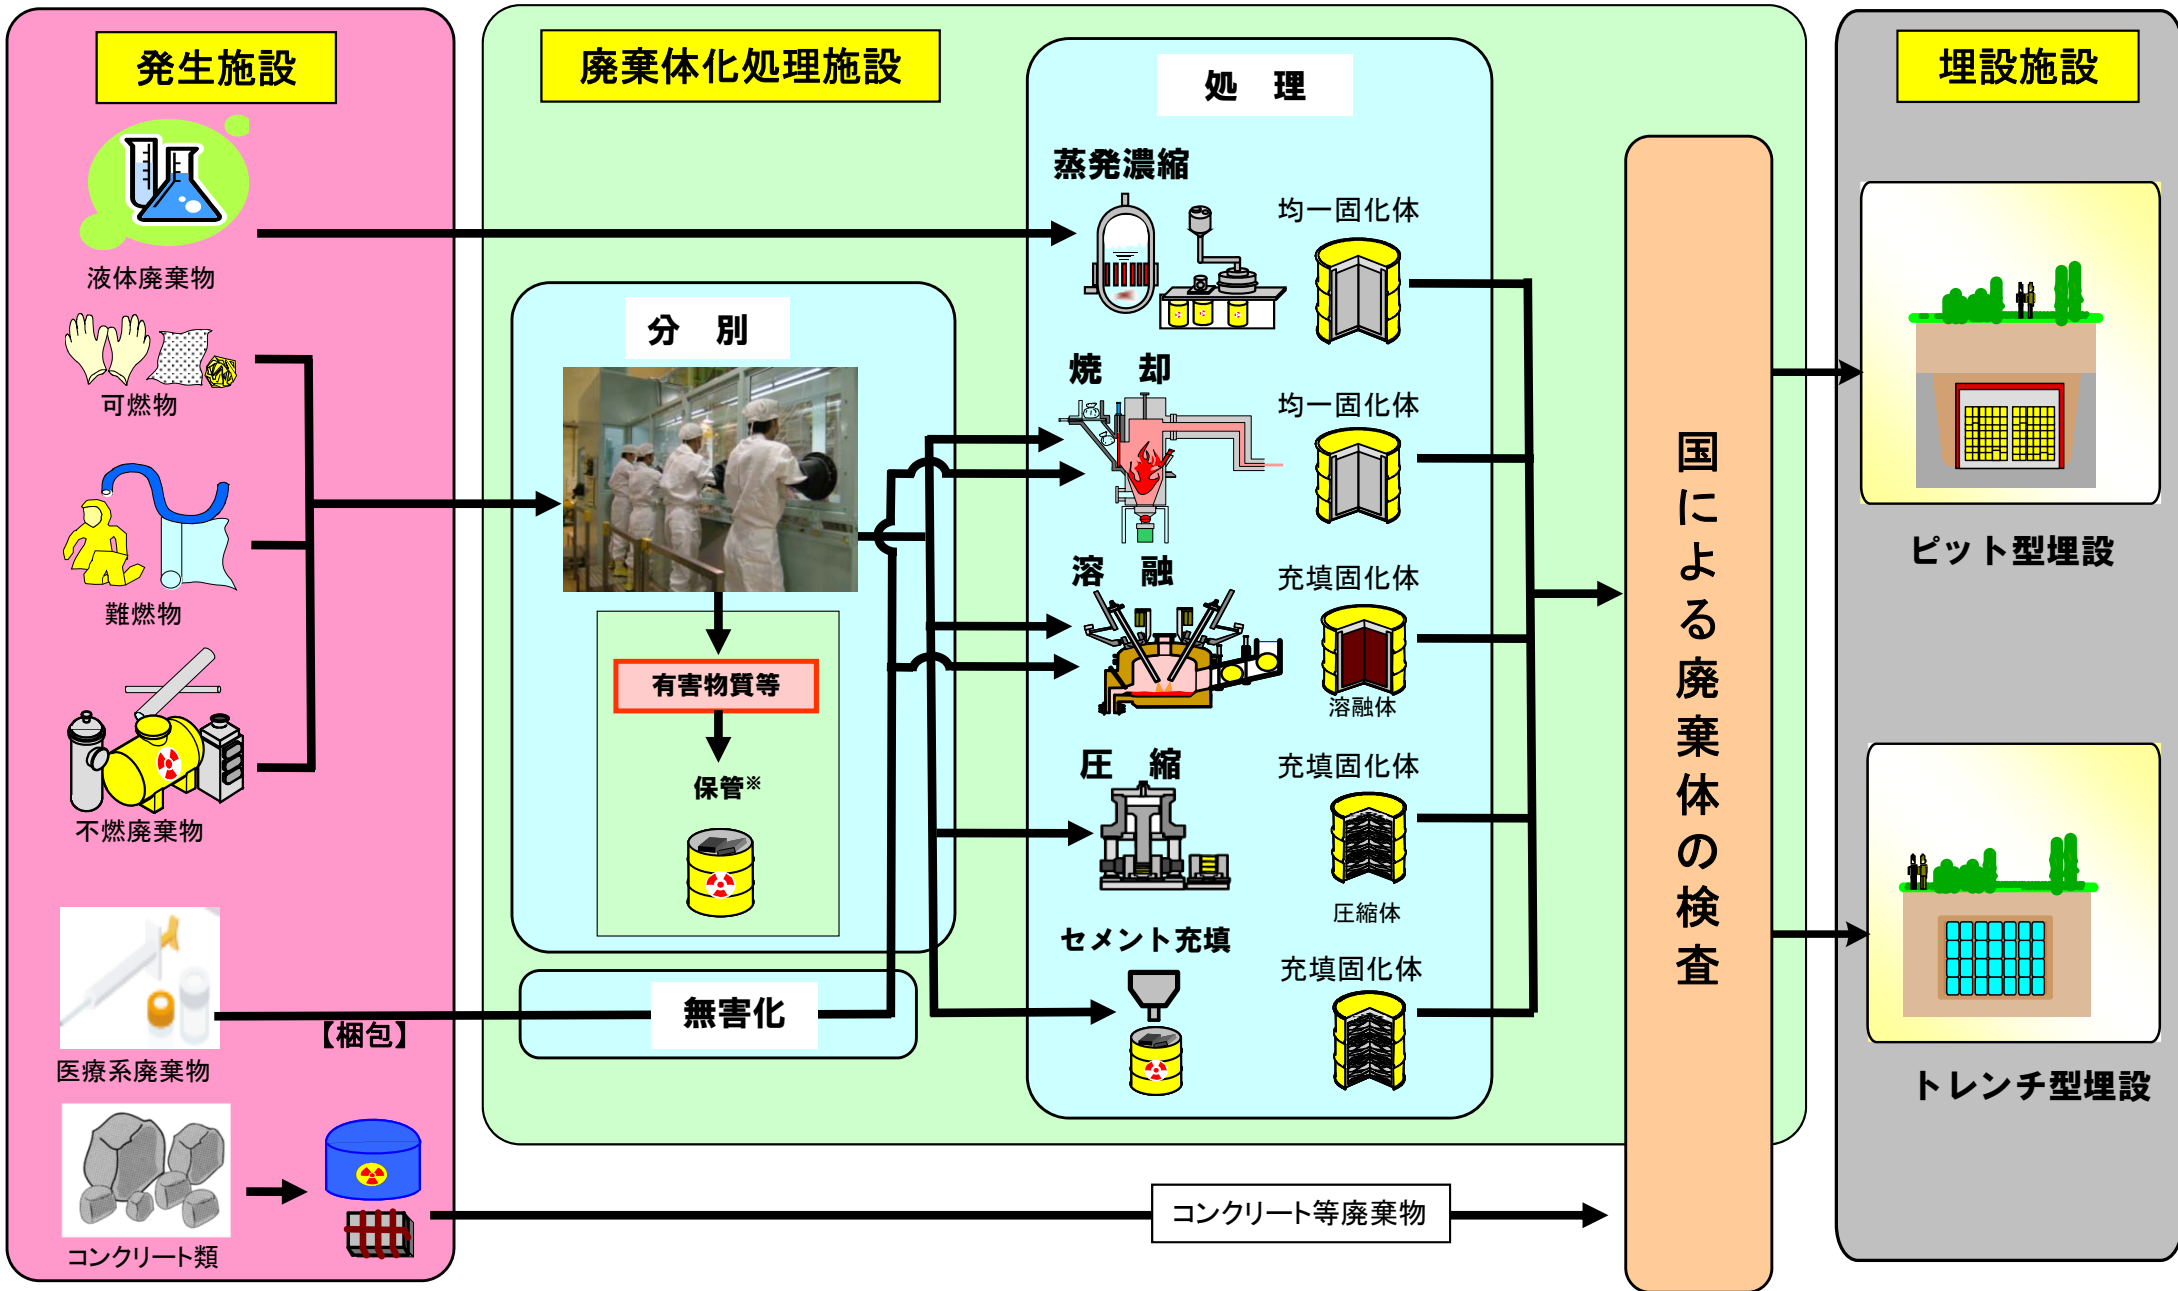 発生施設
液体廃棄物
可燃物
難燃物
不燃廃棄物
医療系廃棄物
【梱包】
コンクリート類
廃棄体化処理施設
分 別
有害物質等
保管※
無害化
処 理
蒸発濃縮
均一固化体
焼 却
均一固化体
溶 融
充填固化体
溶融体
圧 縮
充填固化体
圧縮体
セメント充填
充填固化体
コンクリート等廃棄物
国による廃棄体の検査
埋設施設
ピット型埋設
トレンチ型埋設